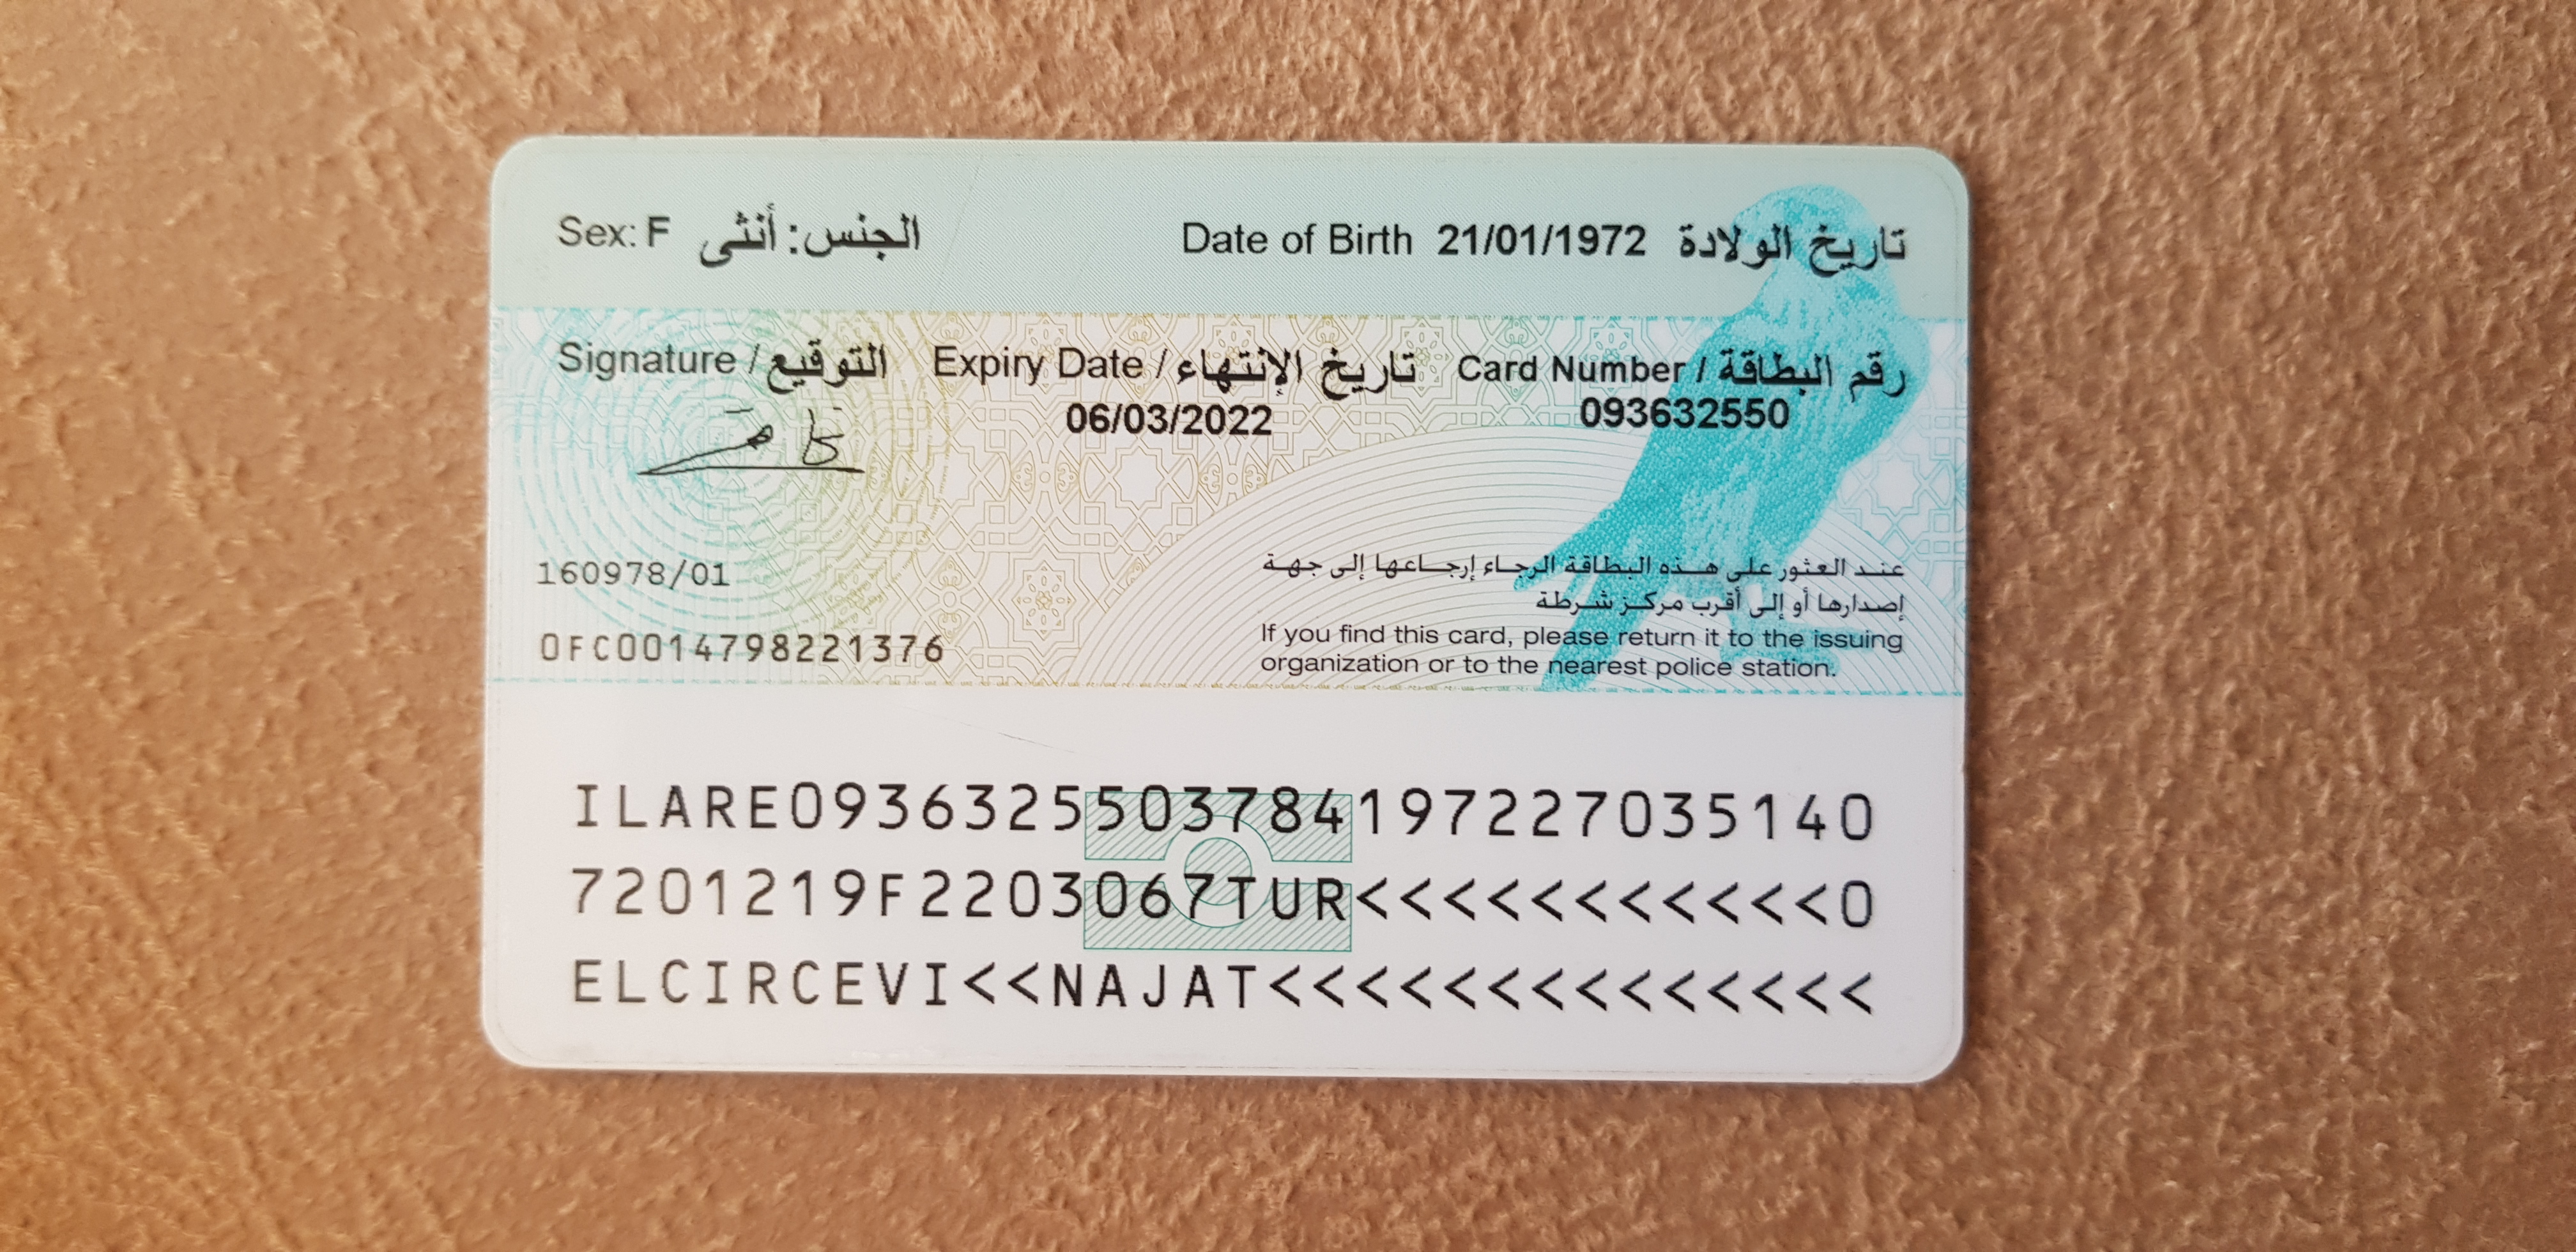 Sex: F الجنس: أنثى
Date of Birth 21/01/1972 تاريخ الولادة
Signature / التوقيع
Expiry Date / تاريخ الإنتهاء
06/03/2022
Card Number / رقم البطاقة
093632550
160978/01
0FC0014798221376
عند العثور على هذه البطاقة الرجاء إرجاعها إلى جهة
إصدارها أو إلى أقرب مركز شرطة
If you find this card, please return it to the issuing
organization or to the nearest police station.
ILARE0936325503784197227035140
7201219F2203067TUR<<<<<<<<<<<0
ELCIRCEVI<<NAJAT<<<<<<<<<<<<<<